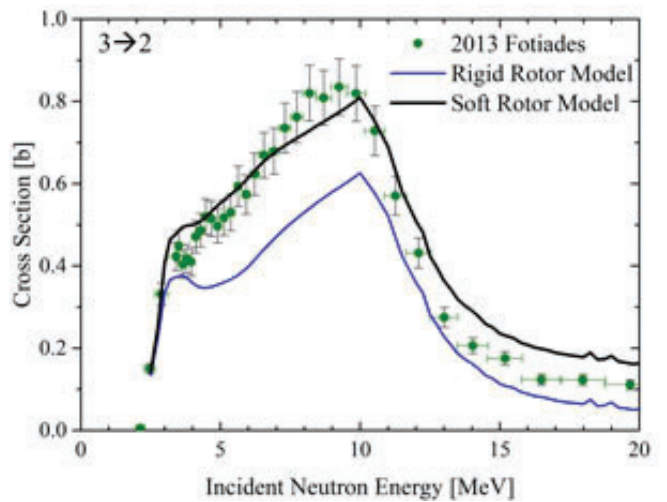 3→2
2013 Fotiades
Rigid Rotor Model
Soft Rotor Model
1.0
0.8
0.6
0.4
0.2
0.0
Cross Section [b]
0 5 10 15 20
Incident Neutron Energy [MeV]